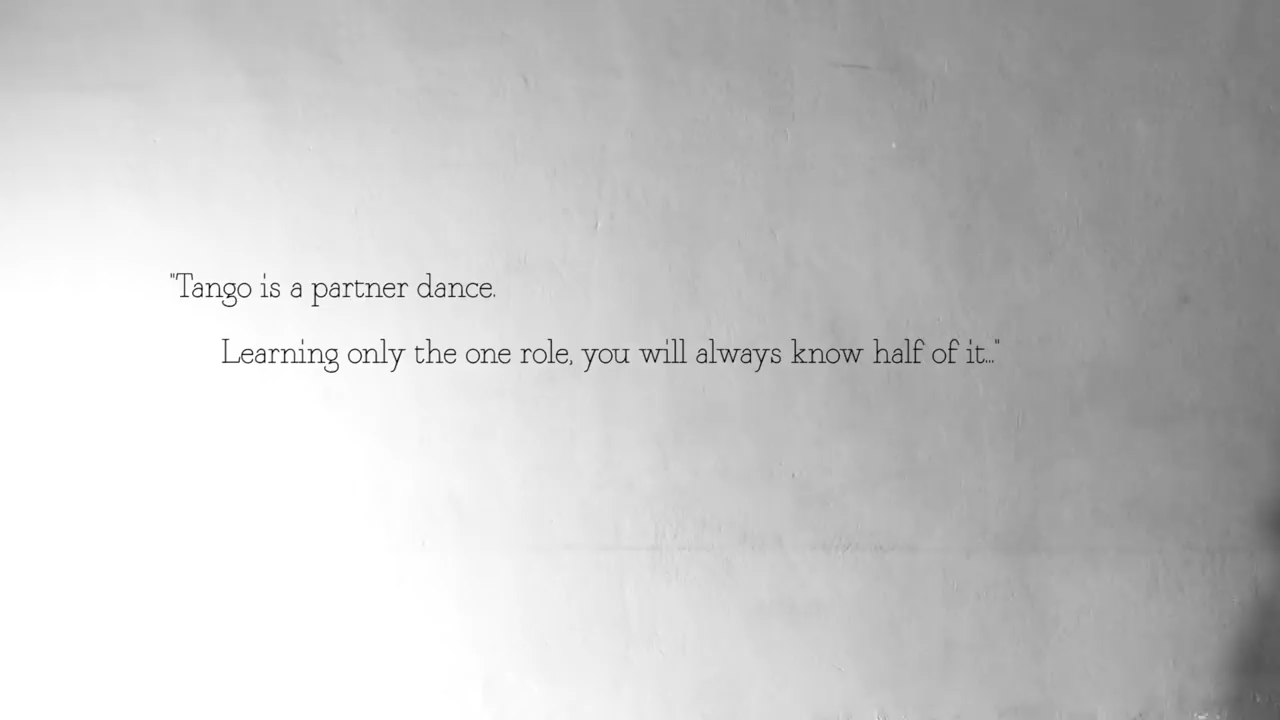 "Tango is a partner dance.
Learning only the one role, you will always know half of it..."